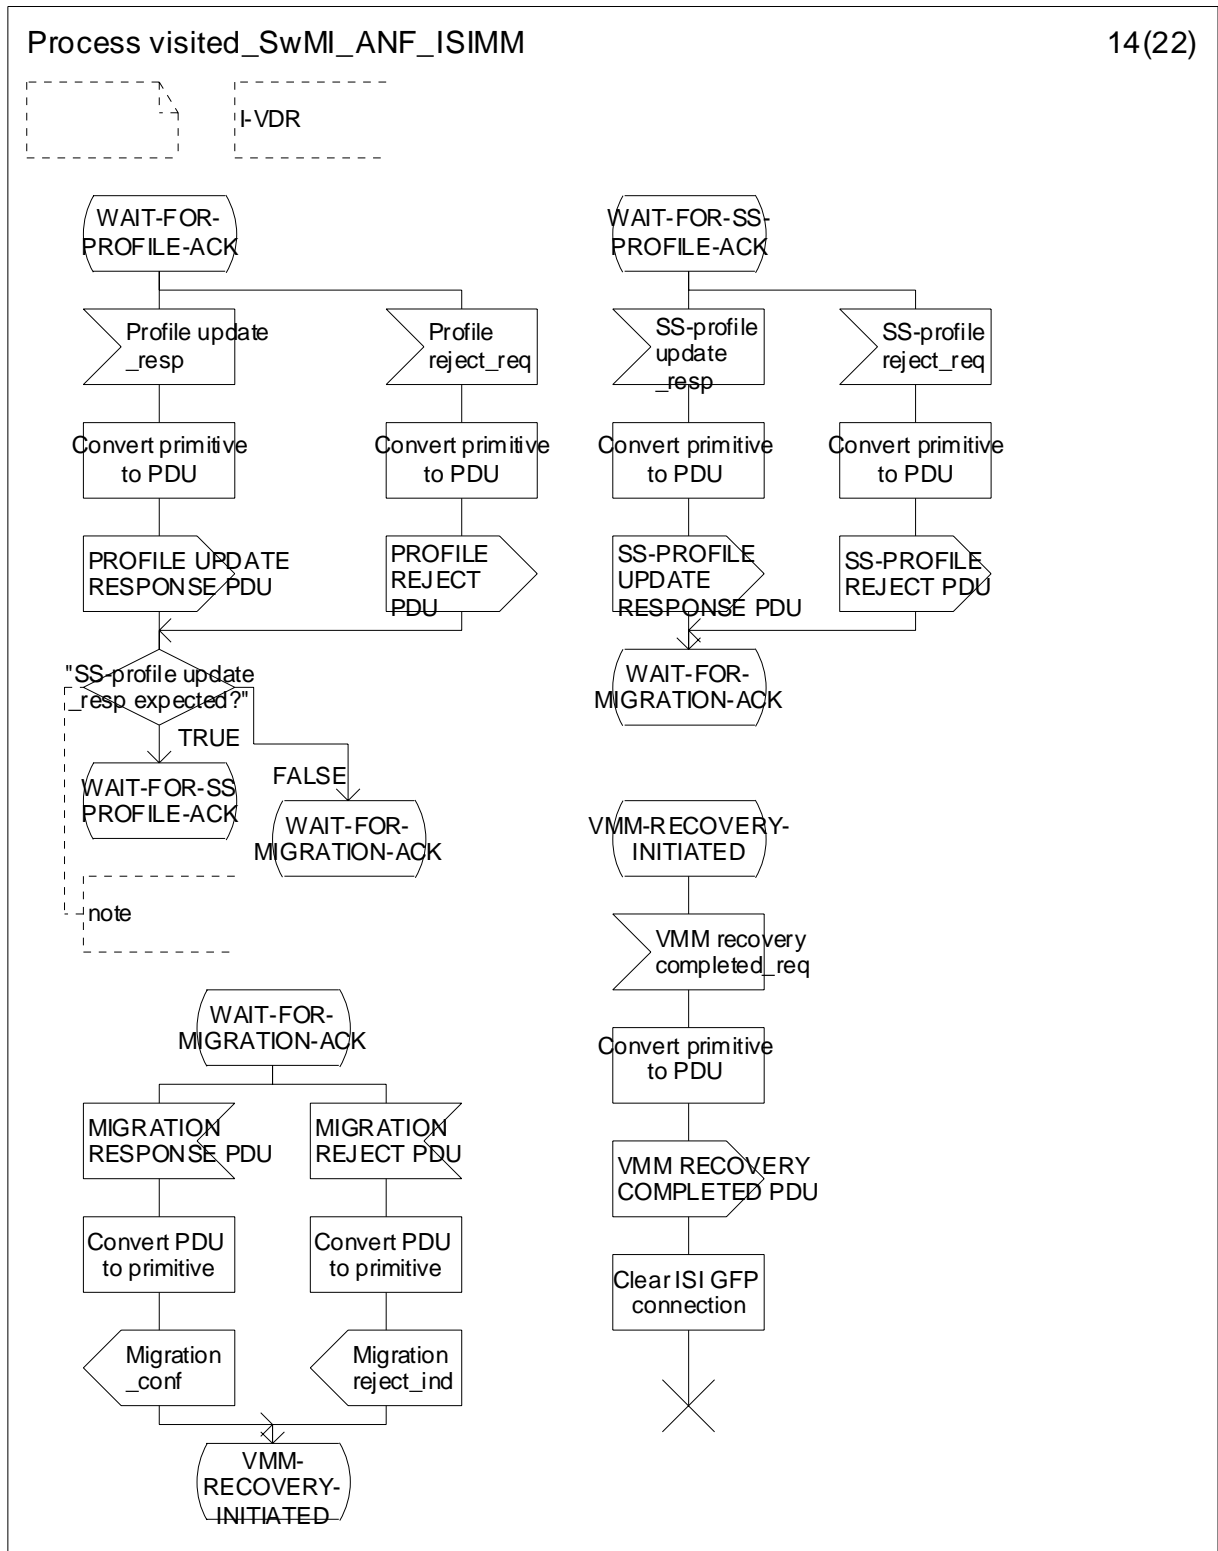 Process visited_SwMI_ANF_ISIMM
14(22)
I-VDR
WAIT-FOR-
PROFILE-ACK
Profile update
_resp
Profile
reject_req
Convert primitive
to PDU
Convert primitive
to PDU
PROFILE UPDATE
RESPONSE PDU
PROFILE
REJECT
PDU
"SS-profile update
_resp expected?"
TRUE
FALSE
WAIT-FOR-SS
PROFILE-ACK
WAIT-FOR-
MIGRATION-ACK
note
WAIT-FOR-SS-
PROFILE-ACK
SS-profile
update
_resp
SS-profile
reject_req
Convert primitive
to PDU
Convert primitive
to PDU
SS-PROFILE
UPDATE
RESPONSE PDU
SS-PROFILE
REJECT PDU
WAIT-FOR-
MIGRATION-ACK
WAIT-FOR-
MIGRATION-ACK
MIGRATION
RESPONSE PDU
MIGRATION
REJECT PDU
Convert PDU
to primitive
Convert PDU
to primitive
Migration
_conf
Migration
reject_ind
VMM-
RECOVERY-
INITIATED
VMM-RECOVERY-
INITIATED
VMM recovery
completed_req
Convert primitive
to PDU
VMM RECOVERY
COMPLETED PDU
Clear ISI GFP
connection